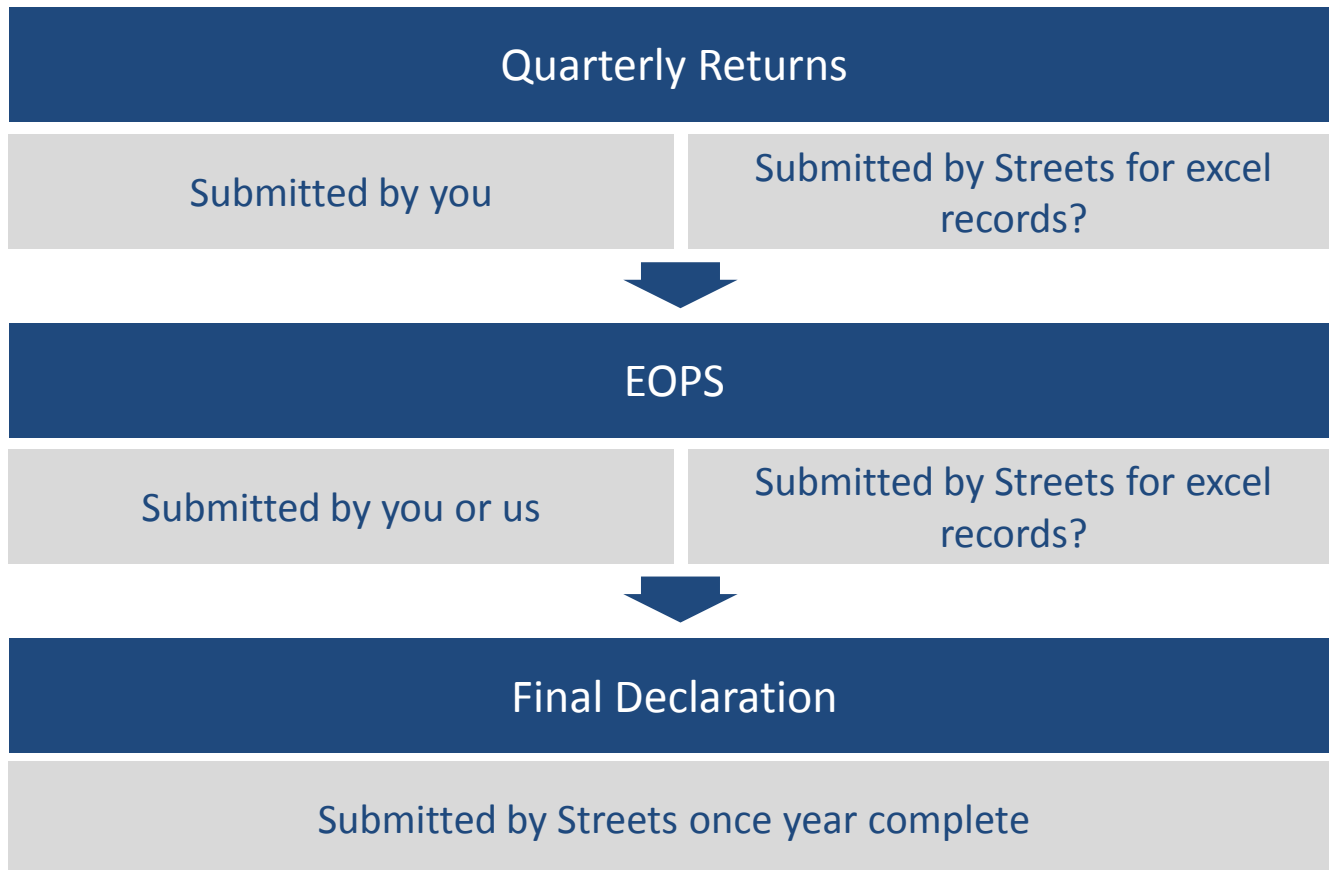 Quarterly Returns
Submitted by you
Submitted by Streets for excel
records?
EOPS
Submitted by you or us
Submitted by Streets for excel
records?
Final Declaration
Submitted by Streets once year complete